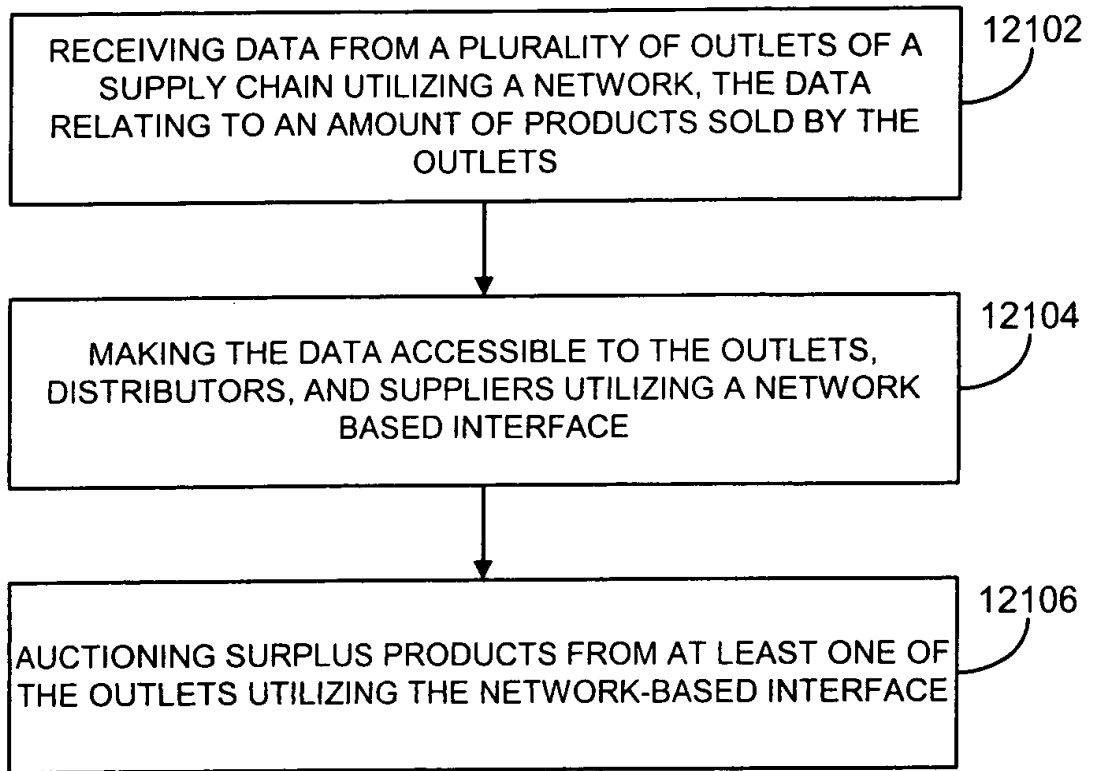 RECEIVING DATA FROM A PLURALITY OF OUTLETS OF A
SUPPLY CHAIN UTILIZING A NETWORK, THE DATA
RELATING TO AN AMOUNT OF PRODUCTS SOLD BY THE
OUTLETS
12102
MAKING THE DATA ACCESSIBLE TO THE OUTLETS,
DISTRIBUTORS, AND SUPPLIERS UTILIZING A NETWORK
BASED INTERFACE
12104
AUCTIONING SURPLUS PRODUCTS FROM AT LEAST ONE OF
THE OUTLETS UTILIZING THE NETWORK-BASED INTERFACE
12106